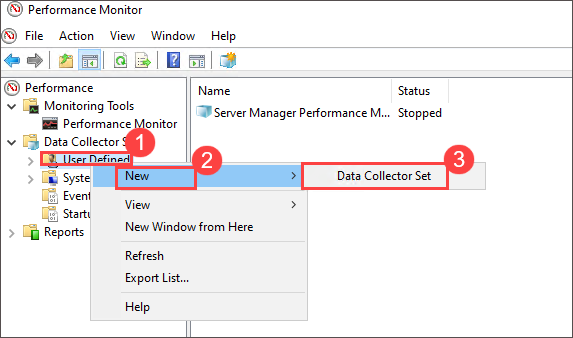 Performance Monitor
File Action View Window Help
Performance
Monitoring Tools
Performance Monitor
Data Collector S
1
User Defined
Syste
Event
Startu
Reports
Name Status
Server Manager Performance M... Stopped
2
New
3
Data Collector Set
View
New Window from Here
Refresh
Export List...
Help